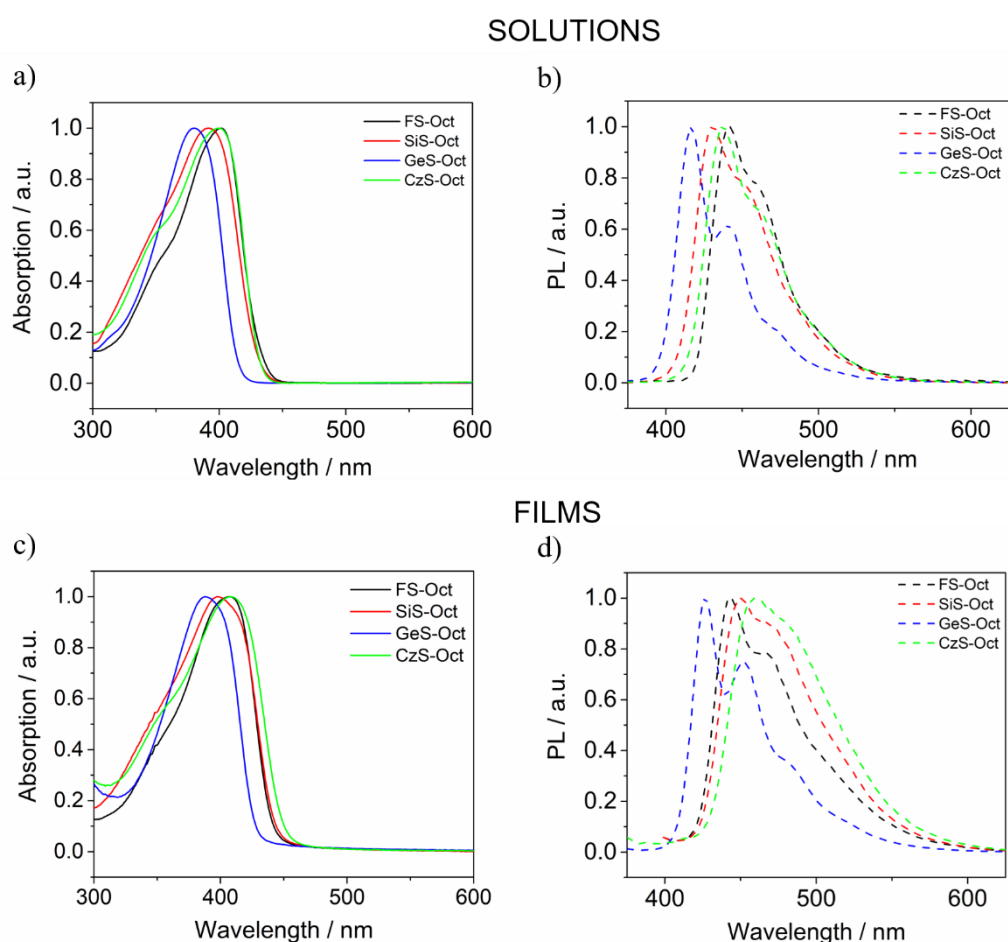 SOLUTIONS
a)
FS-Oct
SiS-Oct
GeS-Oct
CzS-Oct
Absorption / a.u.
1.0
0.8
0.6
0.4
0.2
0.0
300 400 500 600
Wavelength / nm
b)
FS-Oct
SiS-Oct
GeS-Oct
CzS-Oct
PL / a.u.
1.0
0.8
0.6
0.4
0.2
0.0
400 500 600
Wavelength / nm
FILMS
c)
FS-Oct
SiS-Oct
GeS-Oct
CzS-Oct
Absorption / a.u.
1.0
0.8
0.6
0.4
0.2
0.0
300 400 500 600
Wavelength / nm
d)
FS-Oct
SiS-Oct
GeS-Oct
CzS-Oct
PL / a.u.
1.0
0.8
0.6
0.4
0.2
0.0
400 500 600
Wavelength / nm